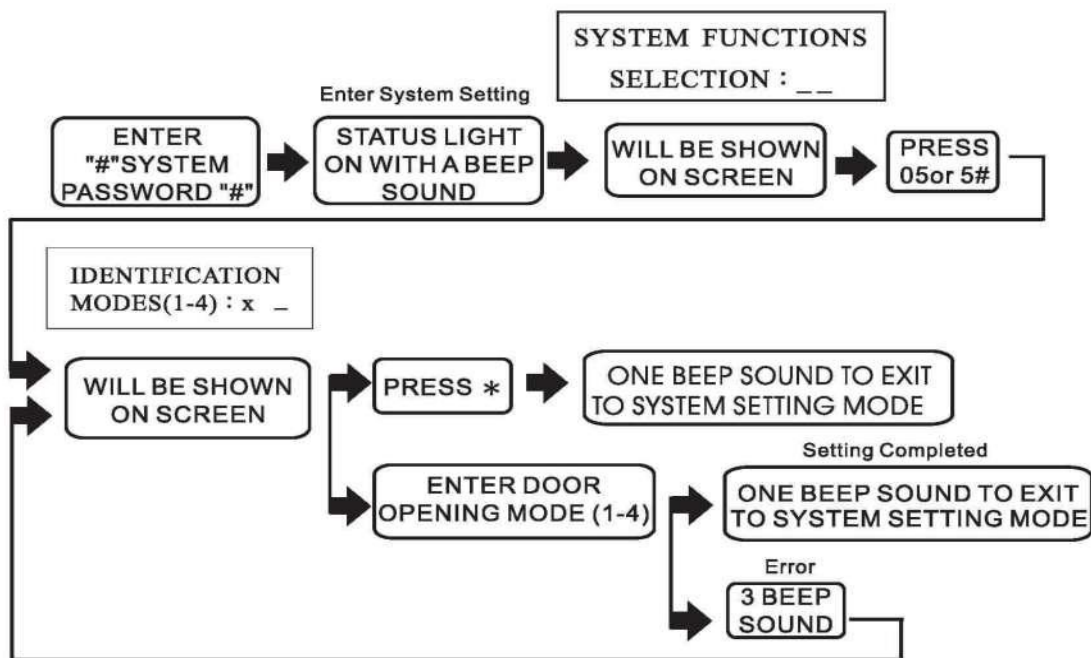 SYSTEM FUNCTIONS
SELECTION : _ _
Enter System Setting
ENTER
"#"SYSTEM
PASSWORD "#"
STATUS LIGHT
ON WITH A BEEP
SOUND
WILL BE SHOWN
ON SCREEN
PRESS
05or 5#
IDENTIFICATION
MODES(1-4) : x _
WILL BE SHOWN
ON SCREEN
PRESS *
ONE BEEP SOUND TO EXIT
TO SYSTEM SETTING MODE
ENTER DOOR
OPENING MODE (1-4)
Setting Completed
ONE BEEP SOUND TO EXIT
TO SYSTEM SETTING MODE
Error
3 BEEP
SOUND